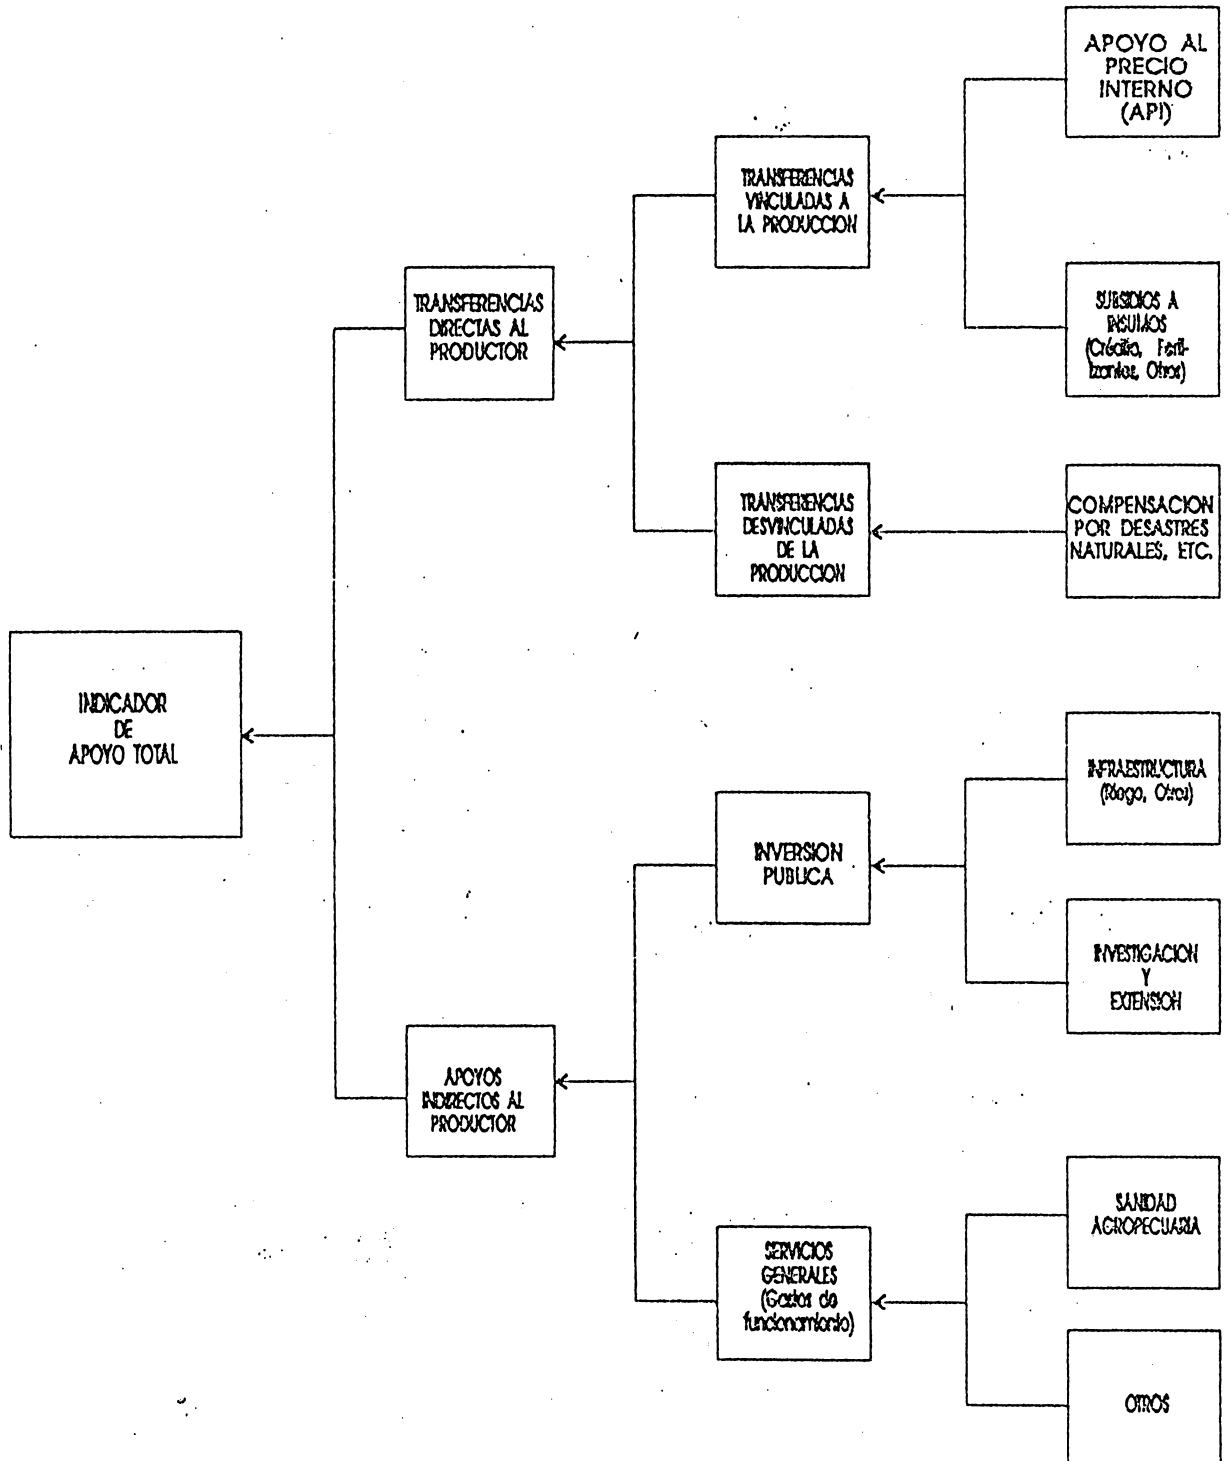 APOYO AL
PRECIO
INTERNO
(API)
TRANSFERENCIAS
VINCULADAS A
LA PRODUCCION
SUBSIDIOS A
INSUMOS
(Crédito, Ferti-
lizantes, Otros)
TRANSFERENCIAS
DIRECTAS AL
PRODUCTOR
TRANSFERENCIAS
DESVINCULADAS
DE LA
PRODUCCION
COMPENSACION
POR DESASTRES
NATURALES, ETC.
INDICADOR
DE
APOYO TOTAL
INFRAESTRUCTURA
(Riego, Otros)
INVERSION
PUBLICA
INVESTIGACION
Y
EXTENSION
APOYOS
INDIRECTOS AL
PRODUCTOR
SANIDAD
AGROPECUARIA
SERVICIOS
GENERALES
(Gastos de
funcionamiento)
OTROS